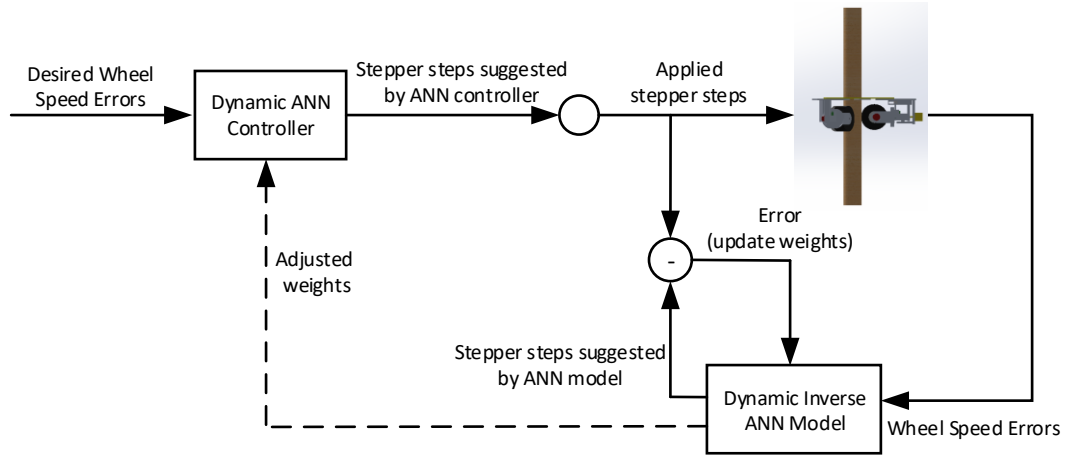 Desired Wheel
Speed Errors
Dynamic ANN
Controller
Stepper steps suggested
by ANN controller
Applied
stepper steps
Error
(update weights)
-
Adjusted
weights
Stepper steps suggested
by ANN model
Dynamic Inverse
ANN Model
Wheel Speed Errors